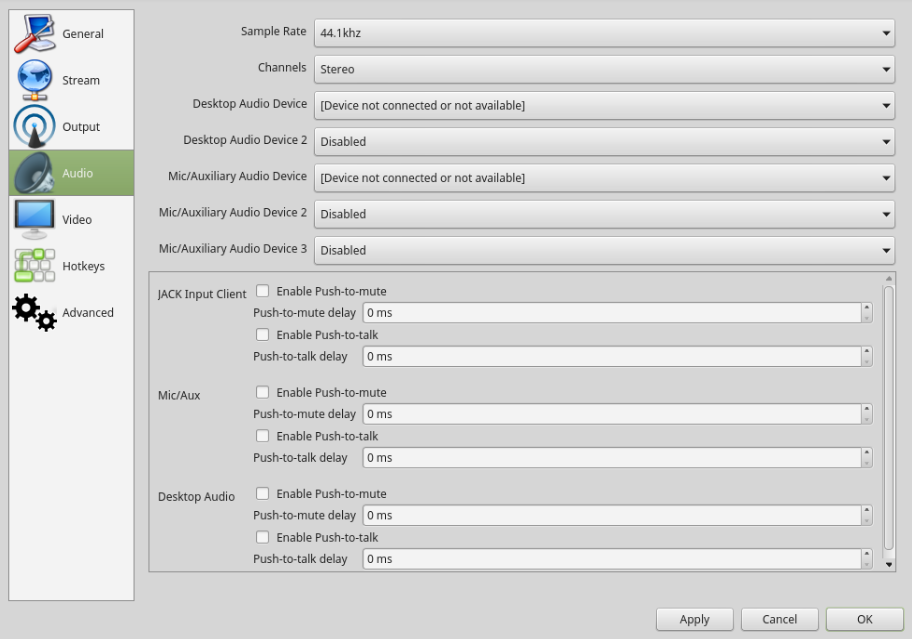 General
Stream
Output
Audio
Video
Hotkeys
Advanced
Sample Rate 44.1khz
Channels Stereo
Desktop Audio Device [Device not connected or not available]
Desktop Audio Device 2 Disabled
Mic/Auxiliary Audio Device [Device not connected or not available]
Mic/Auxiliary Audio Device 2 Disabled
Mic/Auxiliary Audio Device 3 Disabled
JACK Input Client Enable Push-to-mute
Push-to-mute delay 0 ms
Enable Push-to-talk
Push-to-talk delay 0 ms
Mic/Aux Enable Push-to-mute
Push-to-mute delay 0 ms
Enable Push-to-talk
Push-to-talk delay 0 ms
Desktop Audio Enable Push-to-mute
Push-to-mute delay 0 ms
Enable Push-to-talk
Push-to-talk delay 0 ms
Apply Cancel OK